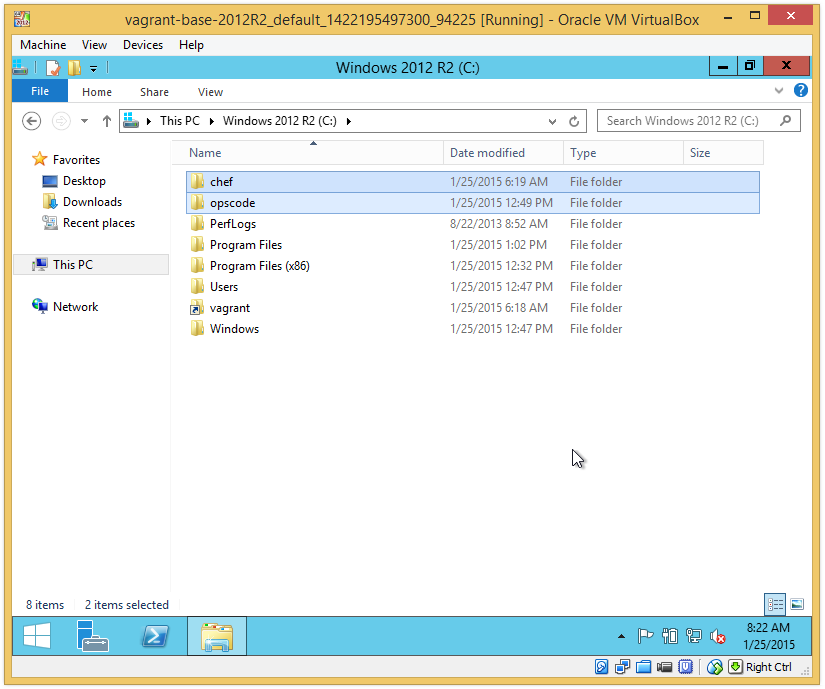 vagrant-base-2012R2_default_1422195497300_94225 [Running] - Oracle VM VirtualBox
Machine View Devices Help
Windows 2012 R2 (C:)
File Home Share View
This PC Windows 2012 R2 (C:) Search Windows 2012 R2 (C:)
Name Date modified Type Size
Favorites
Desktop
Downloads
Recent places
This PC
Network
chef 1/25/2015 6:19 AM File folder
opscode 1/25/2015 12:49 PM File folder
PerfLogs 8/22/2013 8:52 AM File folder
Program Files 1/25/2015 1:02 PM File folder
Program Files (x86) 1/25/2015 12:32 PM File folder
Users 1/25/2015 12:47 PM File folder
vagrant 1/25/2015 6:18 AM File folder
Windows 1/25/2015 12:47 PM File folder
8 items 2 items selected
8:22 AM
1/25/2015
Right Ctrl